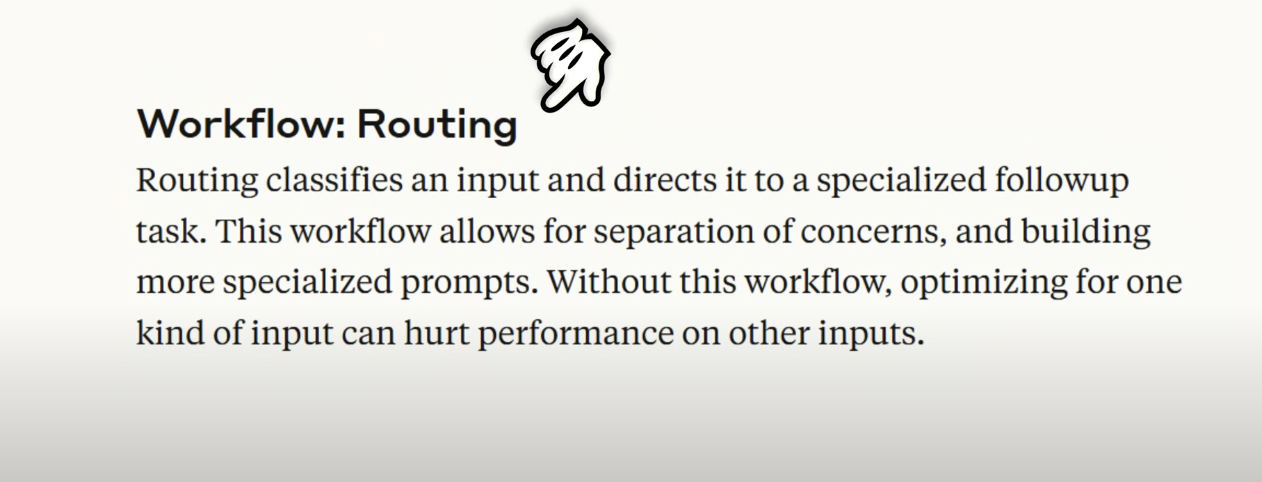 Workflow: Routing
Routing classifies an input and directs it to a specialized followup
task. This workflow allows for separation of concerns, and building
more specialized prompts. Without this workflow, optimizing for one
kind of input can hurt performance on other inputs.